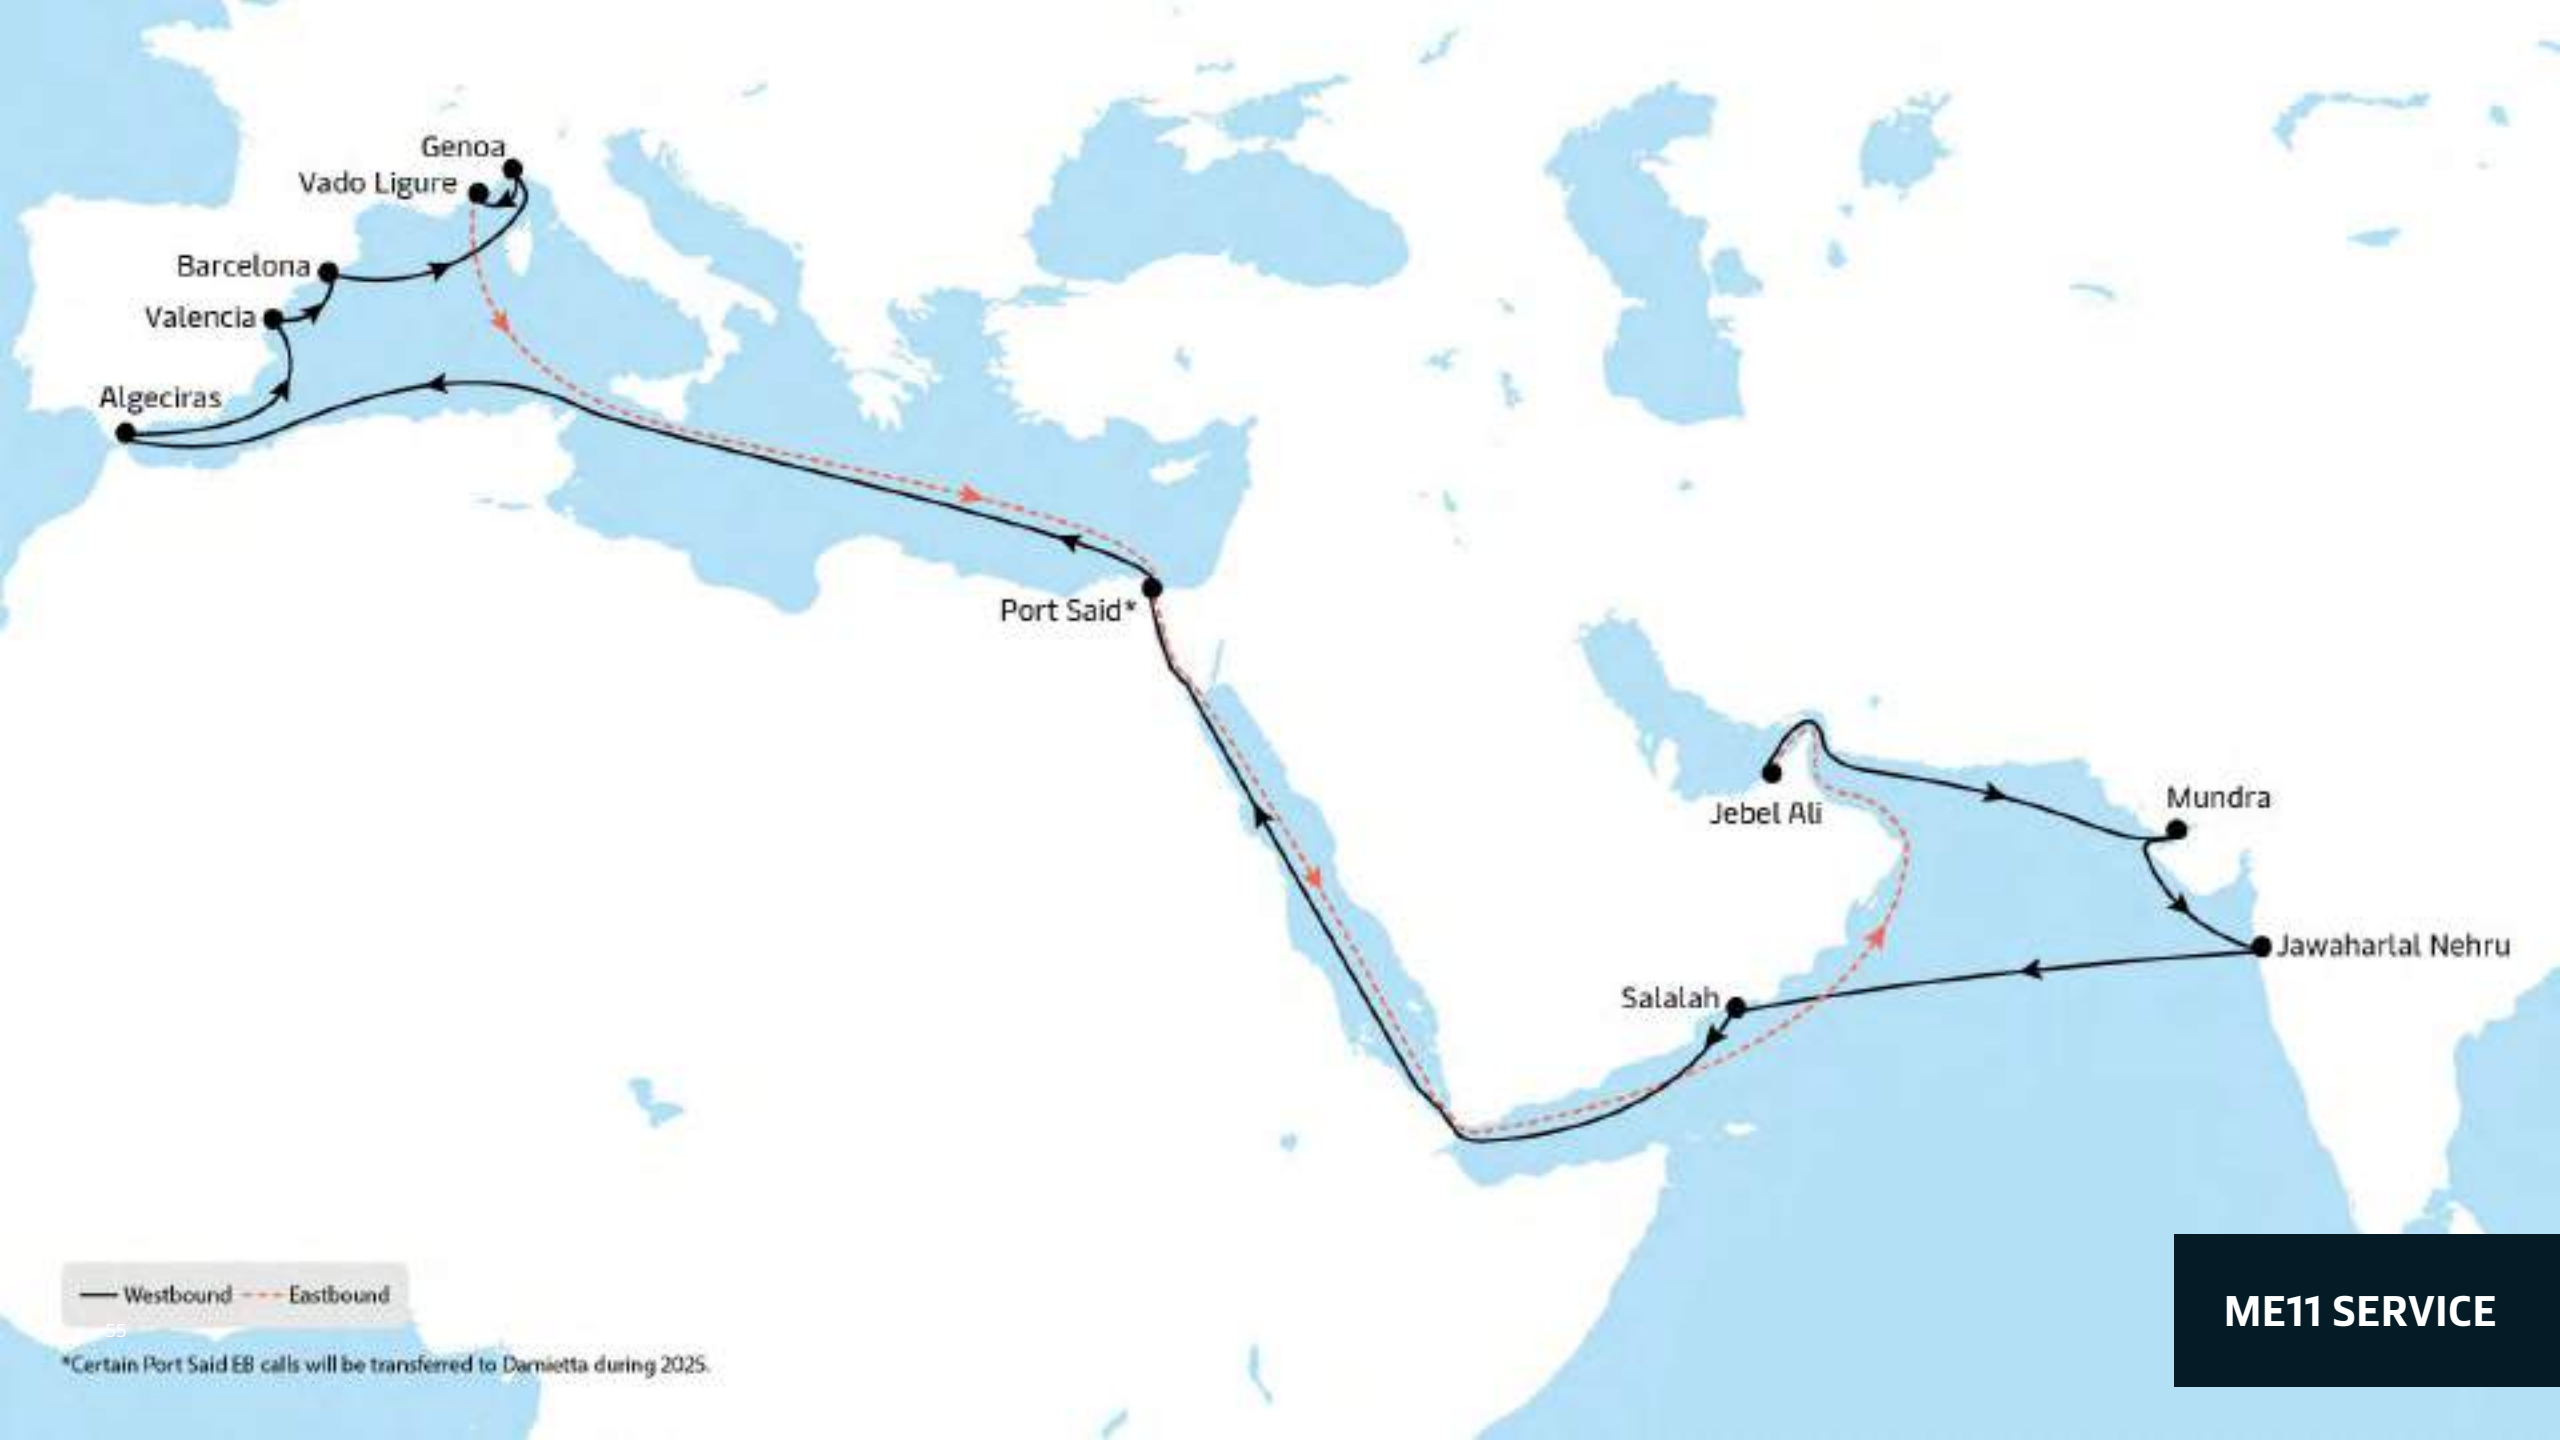 Genoa
Vado Ligure
Barcelona
Valencia
Algeciras
Port Said*
Jebel Ali
Mundra
Jawaharlal Nehru
Salalah
Westbound
Eastbound
55
*Certain Port Said EB calls will be transferred to Damietta during 2025.
ME11 SERVICE